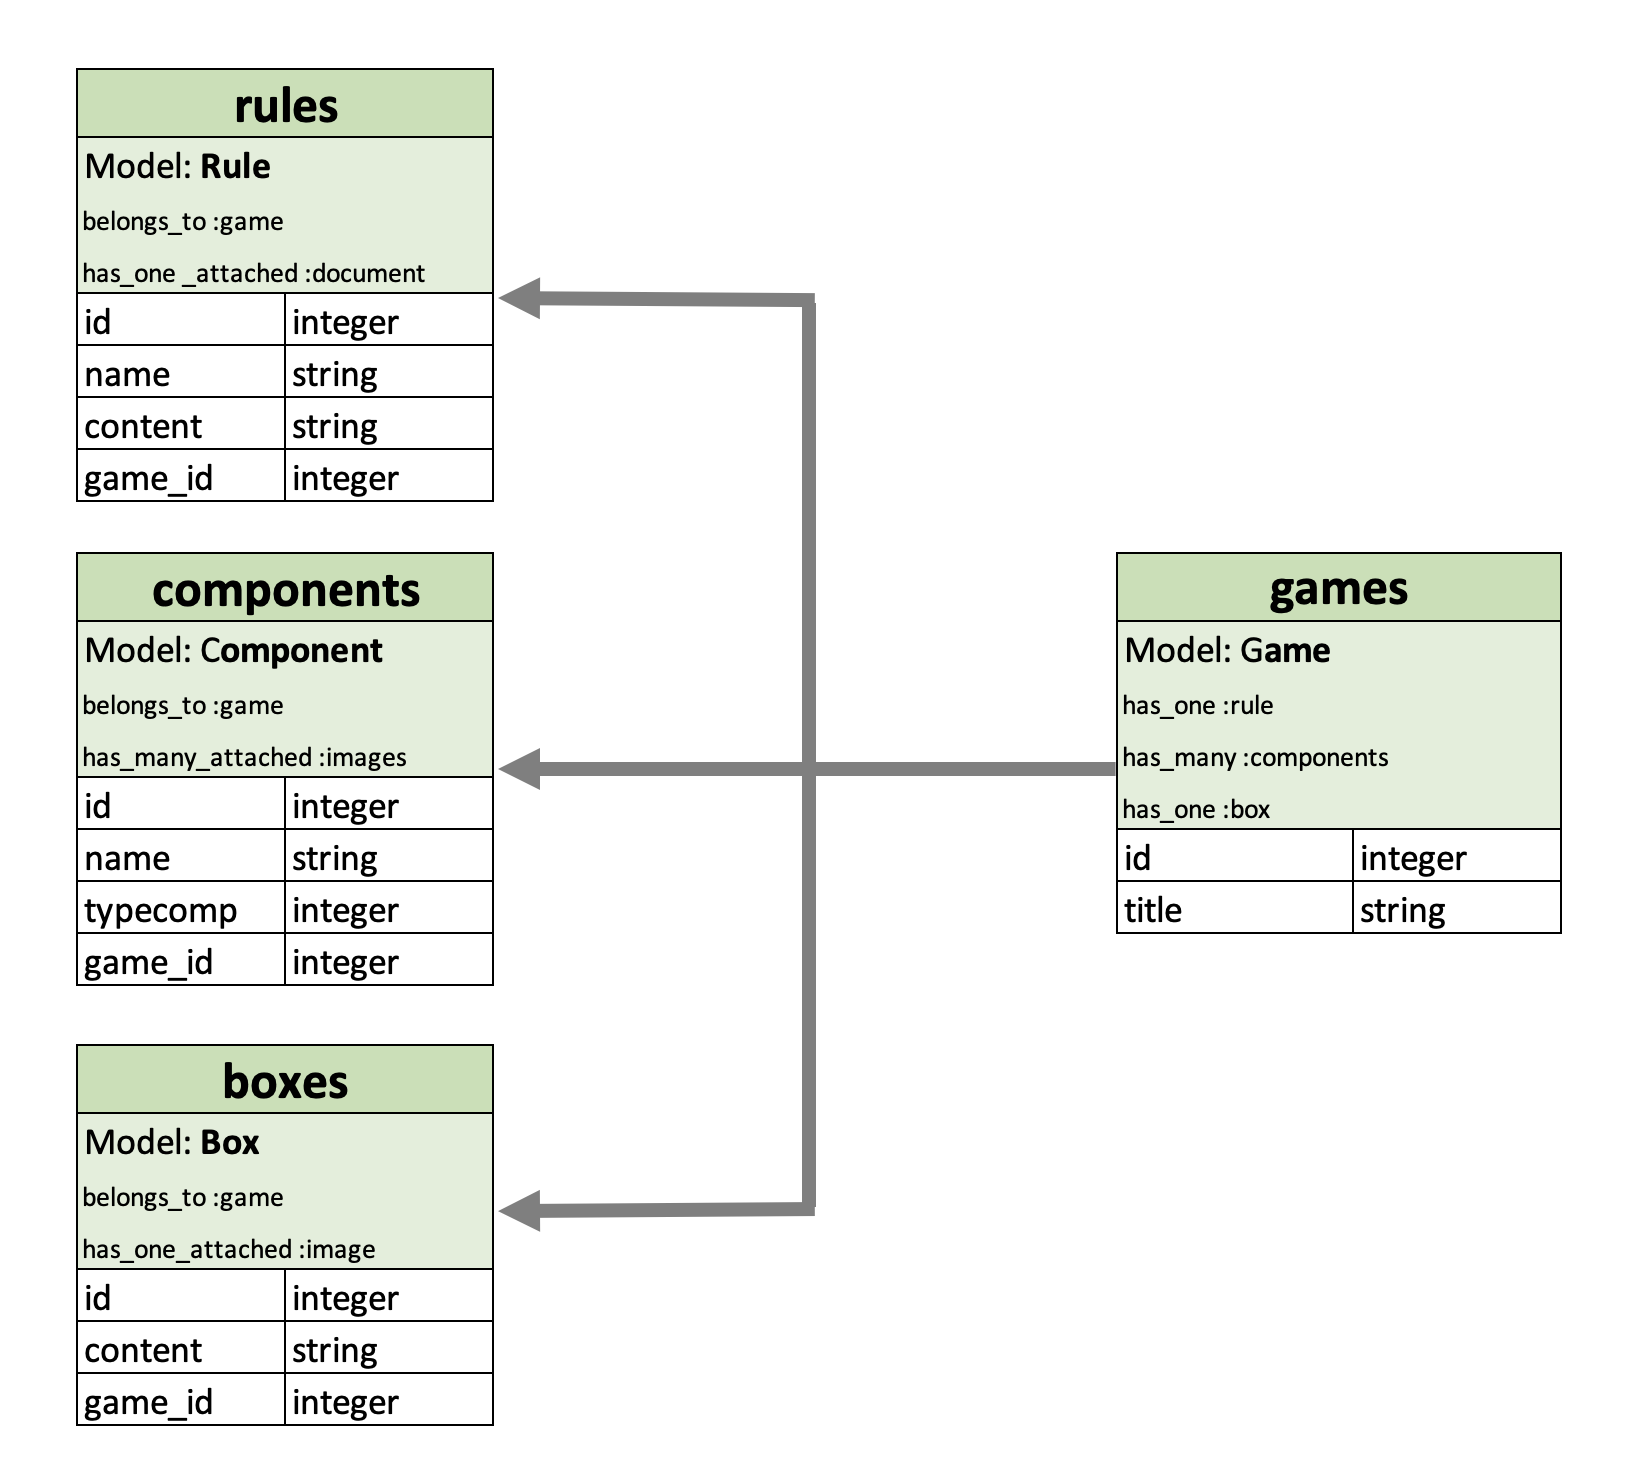 rules
Model: Rule
belongs_to :game
has_one _attached :document
id integer
name string
content string
game_id integer
components
Model: Component
belongs_to :game
has_many_attached :images
id integer
name string
typecomp integer
game_id integer
boxes
Model: Box
belongs_to :game
has_one_attached :image
id integer
content string
game_id integer
games
Model: Game
has_one :rule
has_many :components
has_one :box
id integer
title string